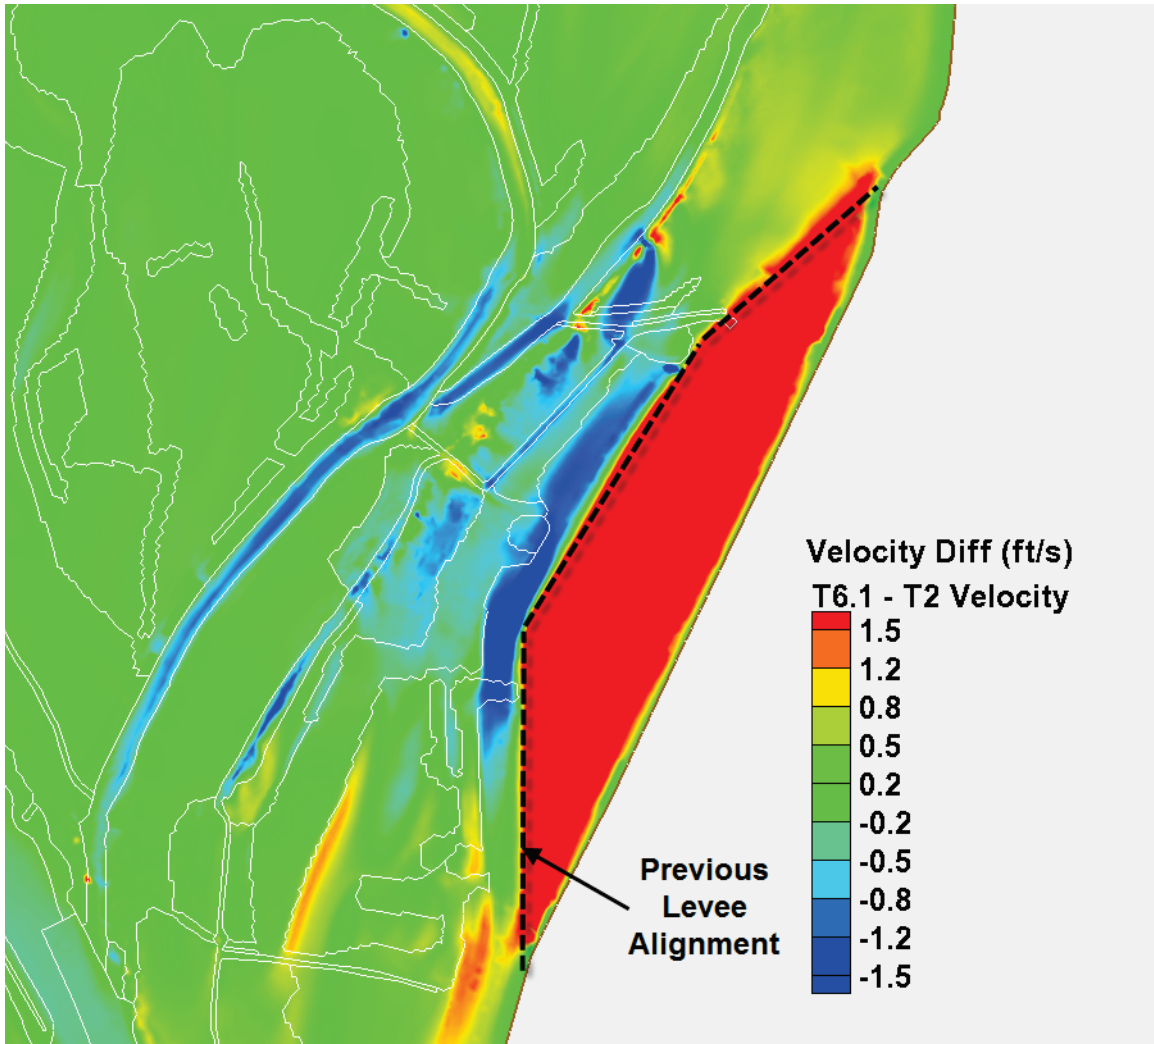 Velocity Diff (ft/s)
T6.1 - T2 Velocity
1.5
1.2
0.8
0.5
0.2
-0.2
-0.5
-0.8
-1.2
-1.5
Previous
Levee
Alignment